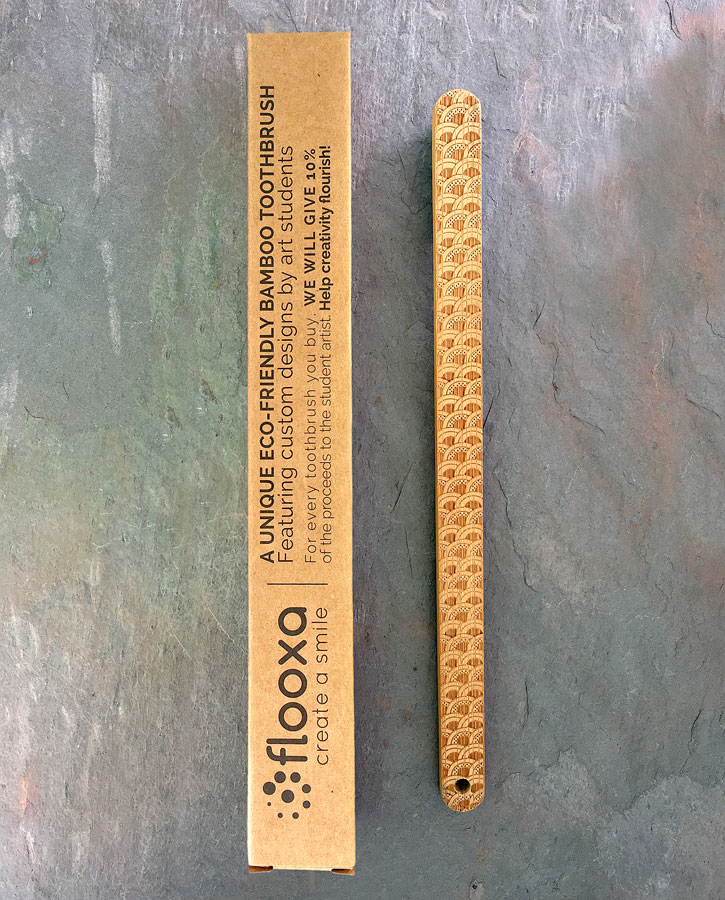 flooxa
create a smile
A UNIQUE ECO-FRIENDLY BAMBOO TOOTHBRUSH
Featuring custom designs by art students
For every toothbrush you buy, WE WILL GIVE 10%
of the proceeds to the student artist. Help creativity flourish!